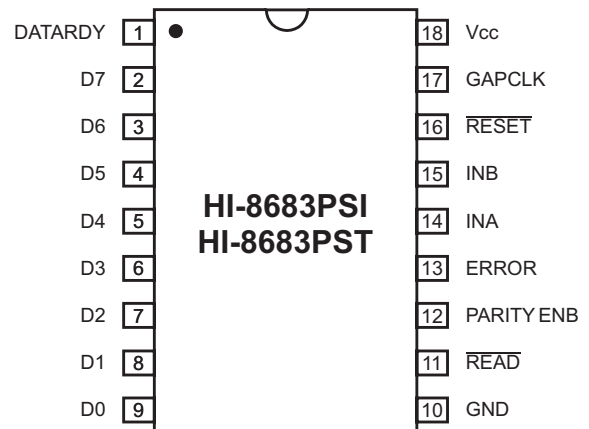 DATARDY 1 18 Vcc
D7 2 17 GAPCLK
D6 3 16 RESET
D5 4 15 INB
HI-8683PSI
D4 5 14 INA
HI-8683PST
D3 6 13 ERROR
D2 7 12 PARITY ENB
D1 8 11 READ
D0 9 10 GND